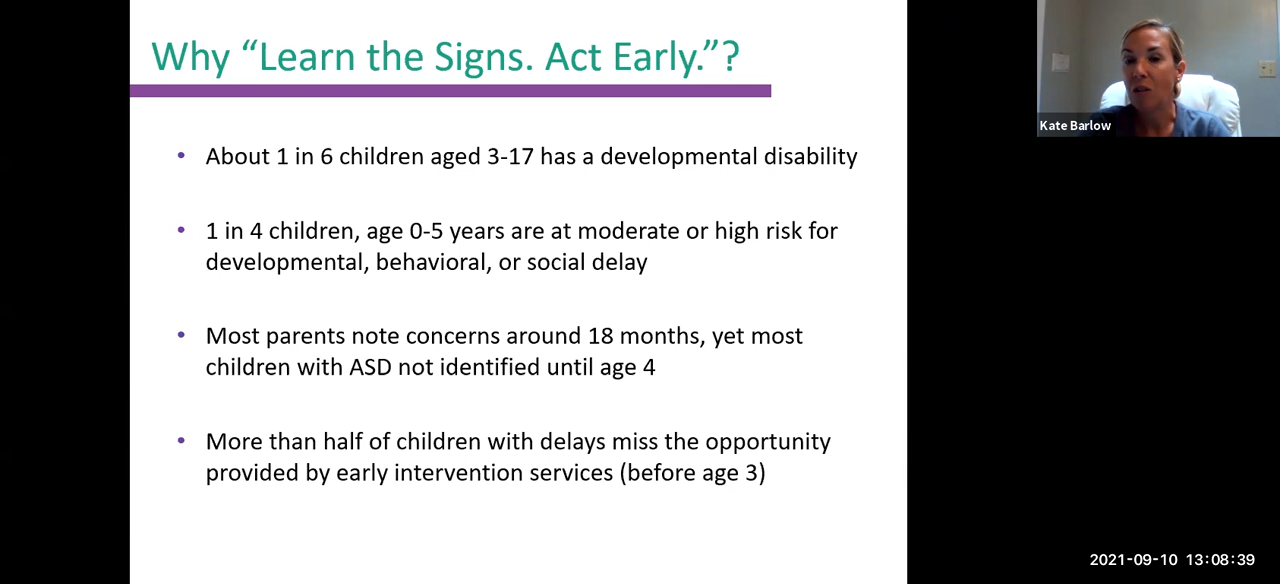 Why “Learn the Signs. Act Early.”?
• About 1 in 6 children aged 3-17 has a developmental disability
• 1 in 4 children, age 0-5 years are at moderate or high risk for
developmental, behavioral, or social delay
• Most parents note concerns around 18 months, yet most
children with ASD not identified until age 4
• More than half of children with delays miss the opportunity
provided by early intervention services (before age 3)
Kate Barlow
2021-09-10 13:08:39